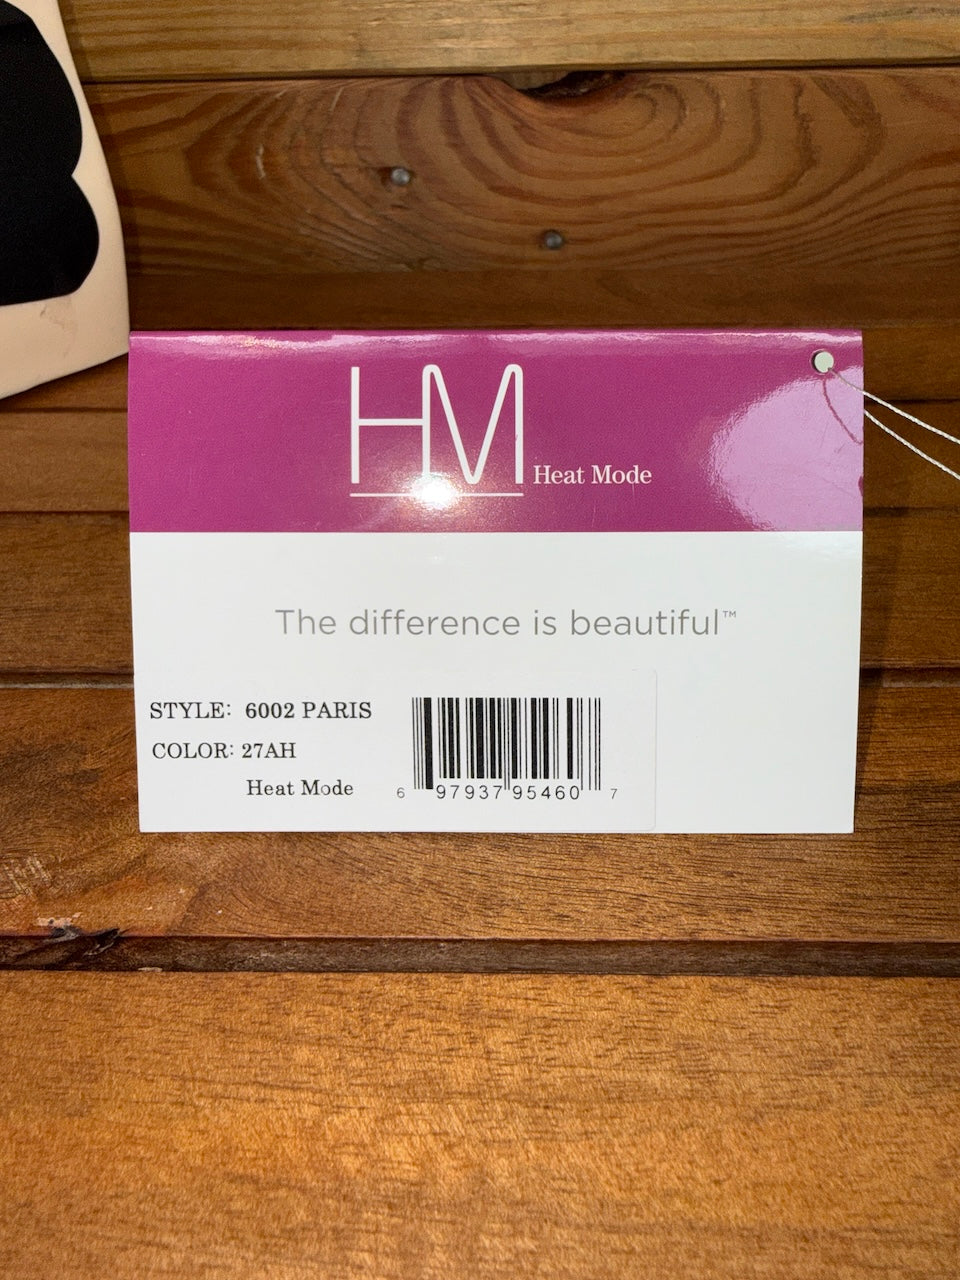 HM Heat Mode
The difference is beautiful™
STYLE: 6002 PARIS
COLOR: 27AH
Heat Mode
6 97937 95460 7